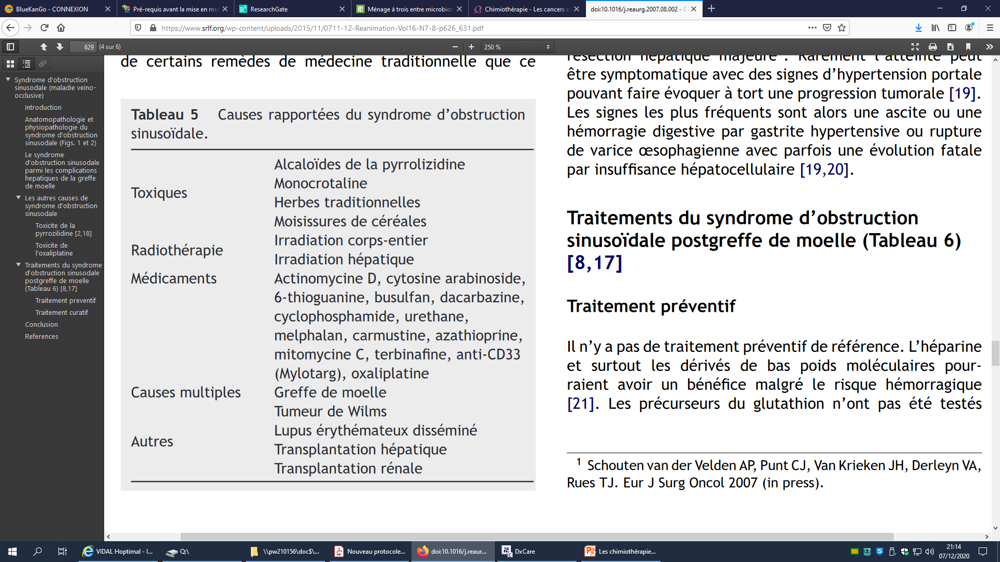 BlueKanGo - CONNEXION
Pré-requis avant la mise en rou
ResearchGate
Ménage à trois entre microbiot
Chimiothérapie - Les cancers c
doi:10.1016/j.reaurg.2007.08.002 - 0
https://www.srlf.org/wp-content/uploads/2015/11/0711-12-Reanimation-Vol16-N7-8-p626_631.pdf
629 (4 sur 6)
250 %
Syndrome d'obstruction
sinusodale (maladie veino-
occlusive)
Introduction
Anatomopathologie et
physiopathologie du
syndrome d'obstruction
sinusodale (Figs. 1 et 2)
Le syndrome
d'obstruction sinusodale
parmi les complications
hepatiques de la greffe
de moelle
Les autres causes de
syndrome d'obstruction
sinusodale
Toxicite de la
pyrrozilidine [2,18]
Toxicite de
l'oxaliplatine
Traitements du syndrome
d'obstruction sinusodale
postgreffe de moelle
(Tableau 6) [8,17]
Traitement preventif
Traitement curatif
Conclusion
References
de certains remèdes de médecine traditionnelle que ce
Tableau 5 Causes rapportées du syndrome d'obstruction
sinusoïdale.
Toxiques
Alcaloïdes de la pyrrolizidine
Monocrotaline
Herbes traditionnelles
Moisissures de céréales
Radiothérapie
Irradiation corps-entier
Irradiation hépatique
Médicaments
Actinomycine D, cytosine arabinoside,
6-thioguanine, busulfan, dacarbazine,
cyclophosphamide, urethane,
melphalan, carmustine, azathioprine,
mitomycine C, terbinafine, anti-CD33
(Mylotarg), oxaliplatine
Causes multiples
Greffe de moelle
Tumeur de Wilms
Autres
Lupus érythémateux disséminé
Transplantation hépatique
Transplantation rénale
résection hépatique majeure¹. Rarement l'atteinte peut
être symptomatique avec des signes d'hypertension portale
pouvant faire évoquer à tort une progression tumorale [19].
Les signes les plus fréquents sont alors une ascite ou une
hémorragie digestive par gastrite hypertensive ou rupture
de varice œsophagienne avec parfois une évolution fatale
par insuffisance hépatocellulaire [19,20].
Traitements du syndrome d'obstruction
sinusoïdale postgreffe de moelle (Tableau 6)
[8,17]
Traitement préventif
Il n'y a pas de traitement préventif de référence. L'héparine
et surtout les dérivés de bas poids moléculaires pour-
raient avoir un bénéfice malgré le risque hémorragique
[21]. Les précurseurs du glutathion n'ont pas été testés
1 Schouten van der Velden AP, Punt CJ, Van Krieken JH, Derleyn VA,
Rues TJ. Eur J Surg Oncol 2007 (in press).
VIDAL Hoptimal - I...
Q:\
\\pw210156\doc$\...
Nouveau protocole...
doi:10.1016/j.reaur...
DxCare
Les chimiothérapie...
21:14
07/12/2020